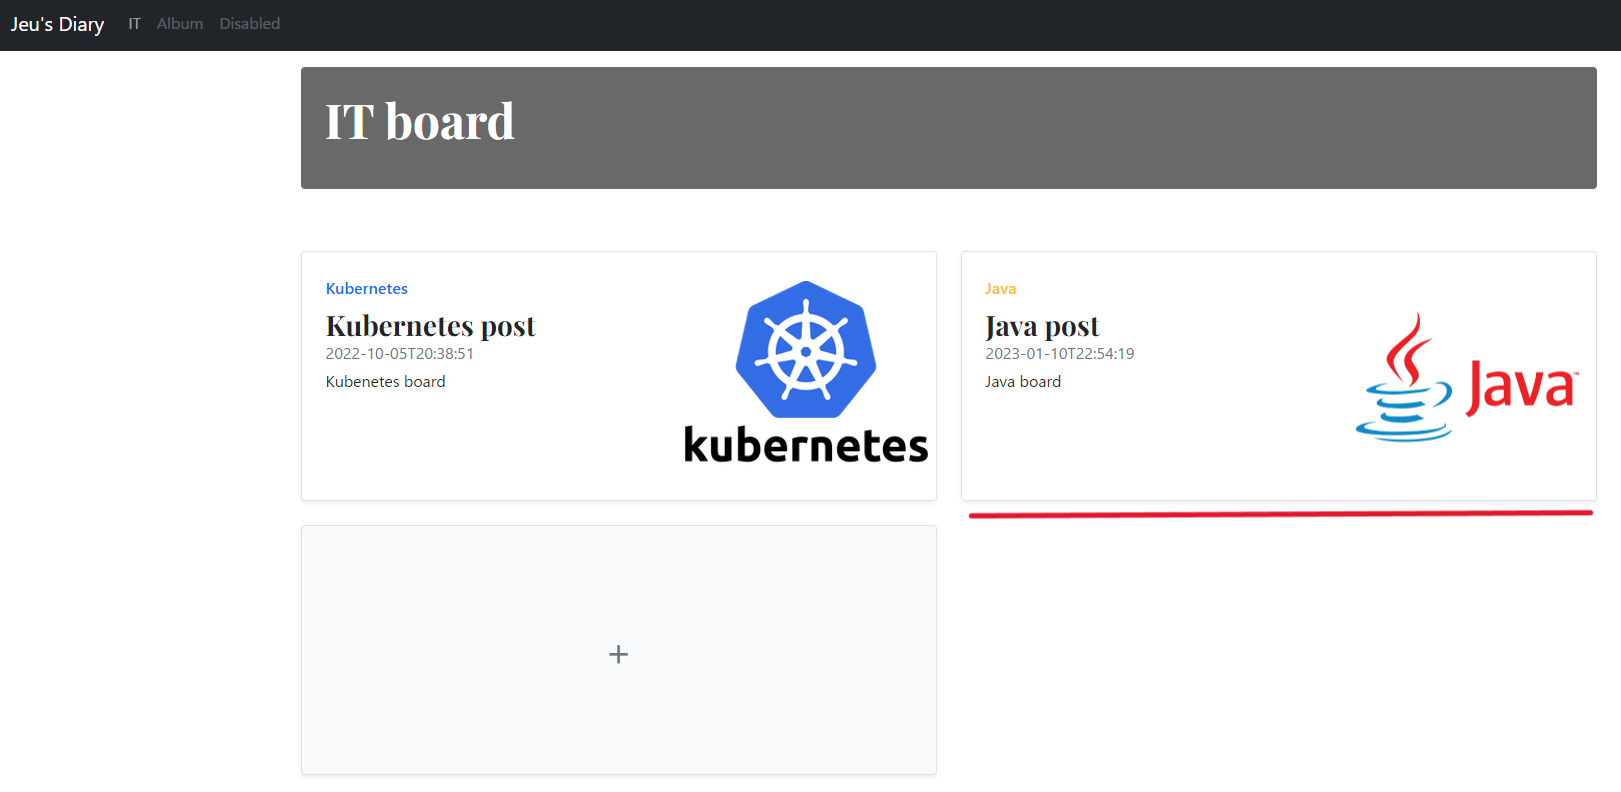 Jeu's Diary IT Album Disabled
IT board
Kubernetes
Kubernetes post
2022-10-05T20:38:51
Kubenetes board
kubernetes
Java
Java post
2023-01-10T22:54:19
Java board
Java™
+